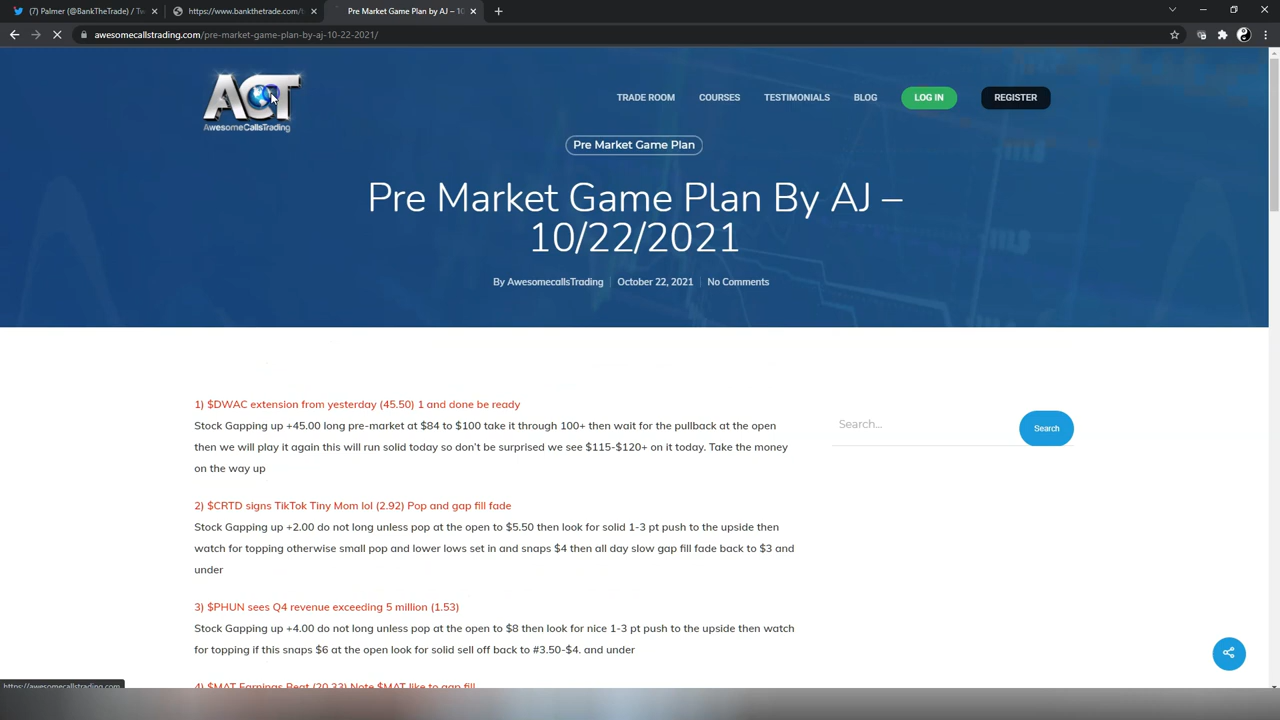 (7) Palmer (@BankTheTrade) / Tw
https://www.bankthetrade.com/t
Pre Market Game Plan by AJ – 10
awesomecallstrading.com/pre-market-game-plan-by-aj-10-22-2021/
ACT
AwesomeCallsTrading
TRADE ROOM
COURSES
TESTIMONIALS
BLOG
LOG IN
REGISTER
Pre Market Game Plan
Pre Market Game Plan By AJ –
10/22/2021
By AwesomecallsTrading
October 22, 2021
No Comments
1) $DWAC extension from yesterday (45.50) 1 and done be ready
Stock Gapping up +45.00 long pre-market at $84 to $100 take it through 100+ then wait for the pullback at the open
then we will play it again this will run solid today so don't be surprised we see $115-$120+ on it today. Take the money
on the way up
Search...
Search
2) $CRTD signs TikTok Tiny Mom lol (2.92) Pop and gap fill fade
Stock Gapping up +2.00 do not long unless pop at the open to $5.50 then look for solid 1-3 pt push to the upside then
watch for topping otherwise small pop and lower lows set in and snaps $4 then all day slow gap fill fade back to $3 and
under
3) $PHUN sees Q4 revenue exceeding 5 million (1.53)
Stock Gapping up +4.00 do not long unless pop at the open to $8 then look for nice 1-3 pt push to the upside then watch
for topping if this snaps $6 at the open look for solid sell off back to #3.50-$4. and under
4) $MAT Earnings Beat (20.33) Note $MAT like to gap fill
https://awesomecallstrading.com